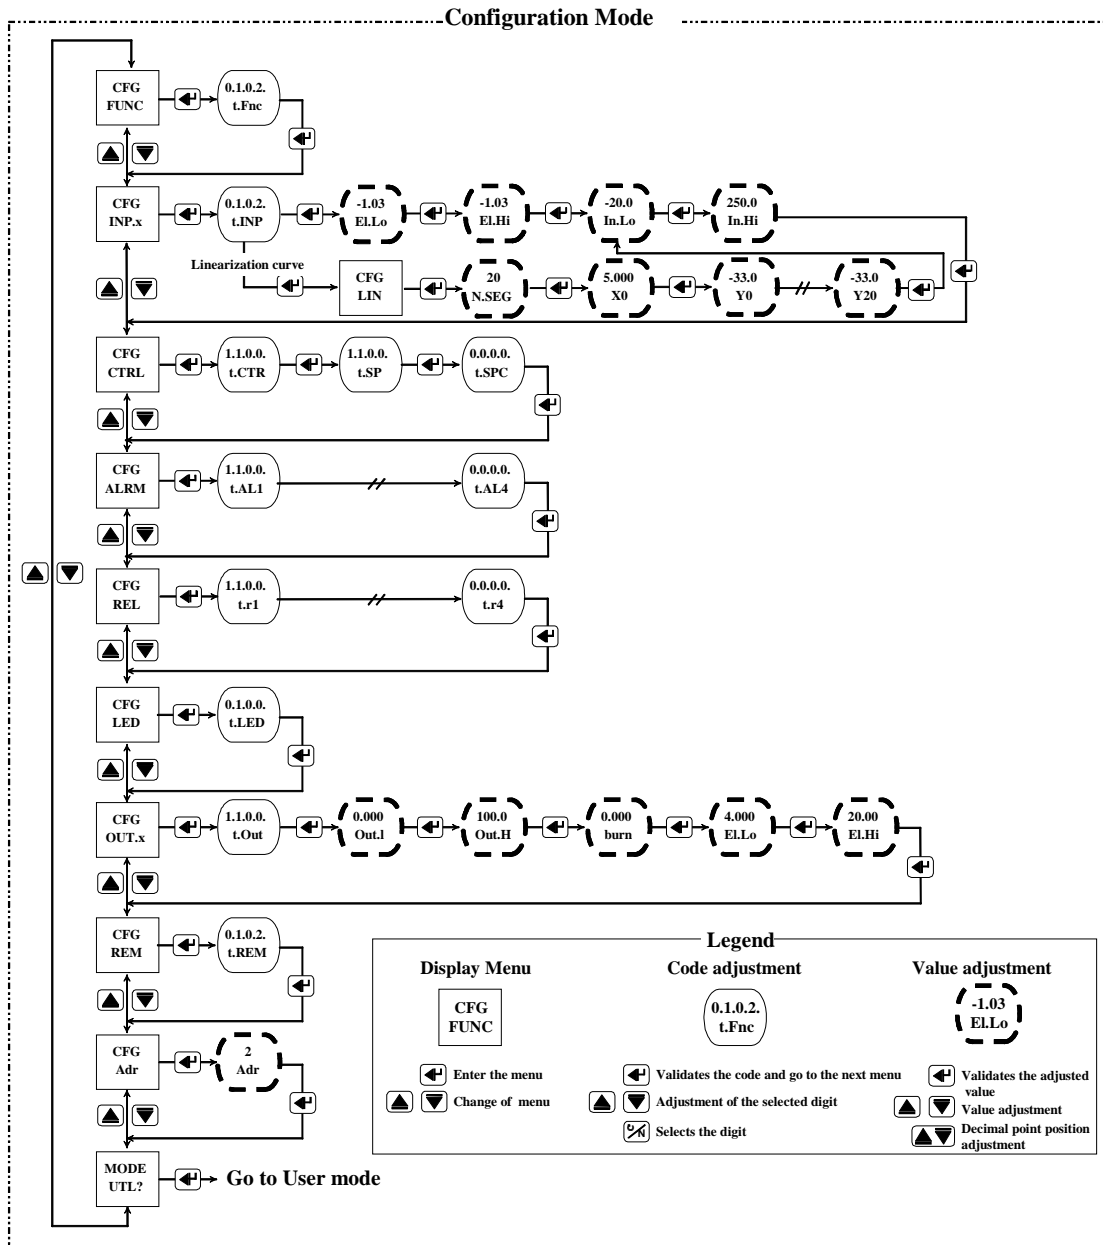 Configuration Mode
CFG
FUNC
0.1.0.2.
t.Fnc
CFG
INP.x
0.1.0.2.
t.INP
-1.03
El.Lo
-1.03
El.Hi
-20.0
In.Lo
250.0
In.Hi
Linearization curve
CFG
LIN
20
N.SEG
5.000
X0
-33.0
Y0
-33.0
Y20
CFG
CTRL
1.1.0.0.
t.CTR
1.1.0.0.
t.SP
0.0.0.0.
t.SPC
CFG
ALRM
1.1.0.0.
t.AL1
0.0.0.0.
t.AL4
CFG
REL
1.1.0.0.
t.r1
0.0.0.0.
t.r4
CFG
LED
0.1.0.0.
t.LED
CFG
OUT.x
1.1.0.0.
t.Out
0.000
Out.l
100.0
Out.H
0.000
burn
4.000
El.Lo
20.00
El.Hi
CFG
REM
0.1.0.2.
t.REM
CFG
Adr
2
Adr
MODE
UTL?
Go to User mode
Legend
Display Menu
CFG
FUNC
Enter the menu
Change of menu
Code adjustment
0.1.0.2.
t.Fnc
Validates the code and go to the next menu
Adjustment of the selected digit
Selects the digit
Value adjustment
-1.03
El.Lo
Validates the adjusted
value
Value adjustment
Decimal point position
adjustment